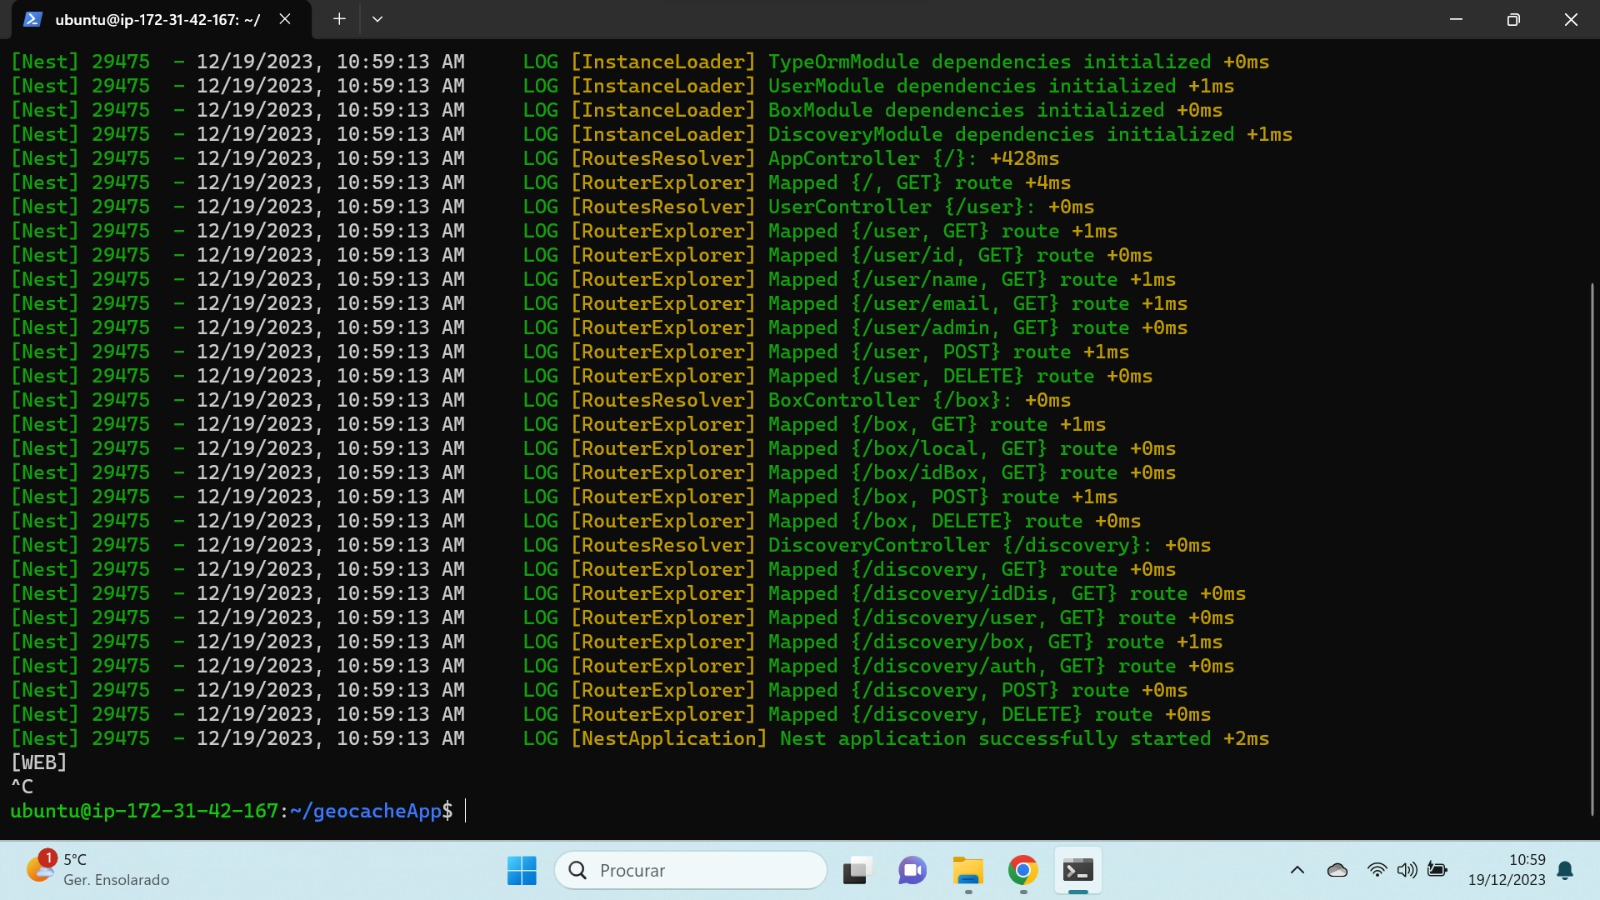 ubuntu@ip-172-31-42-167: ~/
[Nest] 29475  - 12/19/2023, 10:59:13 AM     LOG [InstanceLoader] TypeOrmModule dependencies initialized +0ms
[Nest] 29475  - 12/19/2023, 10:59:13 AM     LOG [InstanceLoader] UserModule dependencies initialized +1ms
[Nest] 29475  - 12/19/2023, 10:59:13 AM     LOG [InstanceLoader] BoxModule dependencies initialized +0ms
[Nest] 29475  - 12/19/2023, 10:59:13 AM     LOG [InstanceLoader] DiscoveryModule dependencies initialized +1ms
[Nest] 29475  - 12/19/2023, 10:59:13 AM     LOG [RoutesResolver] AppController {/}: +428ms
[Nest] 29475  - 12/19/2023, 10:59:13 AM     LOG [RouterExplorer] Mapped {/, GET} route +4ms
[Nest] 29475  - 12/19/2023, 10:59:13 AM     LOG [RoutesResolver] UserController {/user}: +0ms
[Nest] 29475  - 12/19/2023, 10:59:13 AM     LOG [RouterExplorer] Mapped {/user, GET} route +1ms
[Nest] 29475  - 12/19/2023, 10:59:13 AM     LOG [RouterExplorer] Mapped {/user/id, GET} route +0ms
[Nest] 29475  - 12/19/2023, 10:59:13 AM     LOG [RouterExplorer] Mapped {/user/name, GET} route +1ms
[Nest] 29475  - 12/19/2023, 10:59:13 AM     LOG [RouterExplorer] Mapped {/user/email, GET} route +1ms
[Nest] 29475  - 12/19/2023, 10:59:13 AM     LOG [RouterExplorer] Mapped {/user/admin, GET} route +0ms
[Nest] 29475  - 12/19/2023, 10:59:13 AM     LOG [RouterExplorer] Mapped {/user, POST} route +1ms
[Nest] 29475  - 12/19/2023, 10:59:13 AM     LOG [RouterExplorer] Mapped {/user, DELETE} route +0ms
[Nest] 29475  - 12/19/2023, 10:59:13 AM     LOG [RoutesResolver] BoxController {/box}: +0ms
[Nest] 29475  - 12/19/2023, 10:59:13 AM     LOG [RouterExplorer] Mapped {/box, GET} route +1ms
[Nest] 29475  - 12/19/2023, 10:59:13 AM     LOG [RouterExplorer] Mapped {/box/local, GET} route +0ms
[Nest] 29475  - 12/19/2023, 10:59:13 AM     LOG [RouterExplorer] Mapped {/box/idBox, GET} route +0ms
[Nest] 29475  - 12/19/2023, 10:59:13 AM     LOG [RouterExplorer] Mapped {/box, POST} route +1ms
[Nest] 29475  - 12/19/2023, 10:59:13 AM     LOG [RouterExplorer] Mapped {/box, DELETE} route +0ms
[Nest] 29475  - 12/19/2023, 10:59:13 AM     LOG [RoutesResolver] DiscoveryController {/discovery}: +0ms
[Nest] 29475  - 12/19/2023, 10:59:13 AM     LOG [RouterExplorer] Mapped {/discovery, GET} route +0ms
[Nest] 29475  - 12/19/2023, 10:59:13 AM     LOG [RouterExplorer] Mapped {/discovery/idDis, GET} route +0ms
[Nest] 29475  - 12/19/2023, 10:59:13 AM     LOG [RouterExplorer] Mapped {/discovery/user, GET} route +0ms
[Nest] 29475  - 12/19/2023, 10:59:13 AM     LOG [RouterExplorer] Mapped {/discovery/box, GET} route +1ms
[Nest] 29475  - 12/19/2023, 10:59:13 AM     LOG [RouterExplorer] Mapped {/discovery/auth, GET} route +0ms
[Nest] 29475  - 12/19/2023, 10:59:13 AM     LOG [RouterExplorer] Mapped {/discovery, POST} route +0ms
[Nest] 29475  - 12/19/2023, 10:59:13 AM     LOG [RouterExplorer] Mapped {/discovery, DELETE} route +0ms
[Nest] 29475  - 12/19/2023, 10:59:13 AM     LOG [NestApplication] Nest application successfully started +2ms
[WEB]
^C
ubuntu@ip-172-31-42-167:~/geocacheApp$
1
5°C
Ger. Ensolarado
Procurar
10:59
19/12/2023